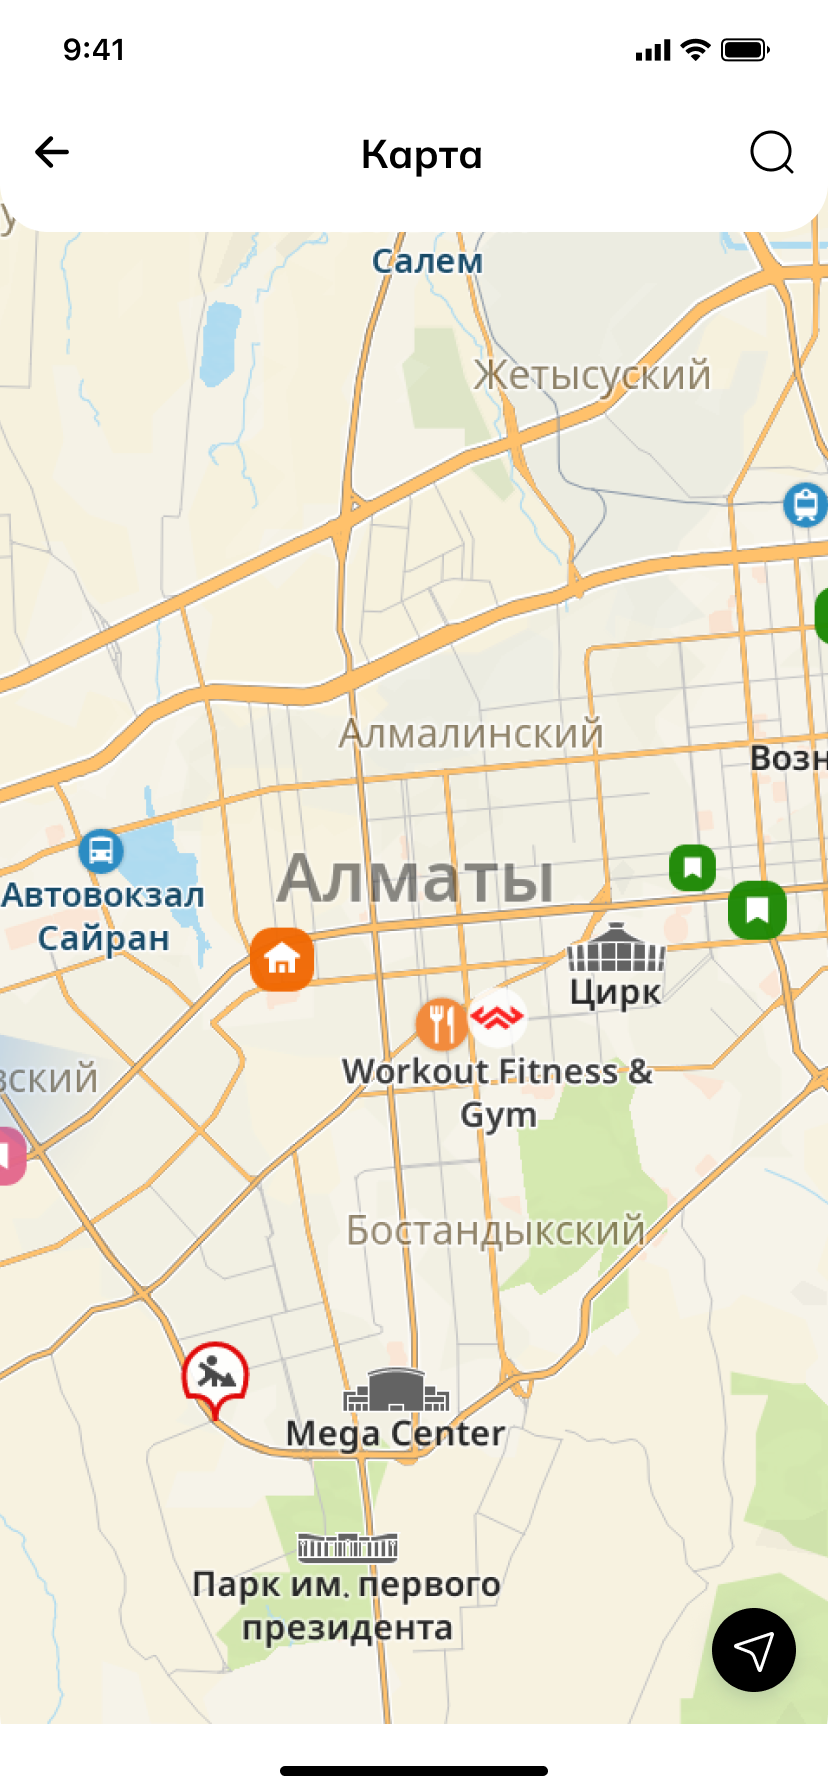 9:41
Карта
Салем
Жетысуский
Алмалинский
Возн
Алматы
Автовокзал
Сайран
Цирк
Workout Fitness &
Gym
вский
Бостандыкский
Mega Center
Парк им. первого
президента